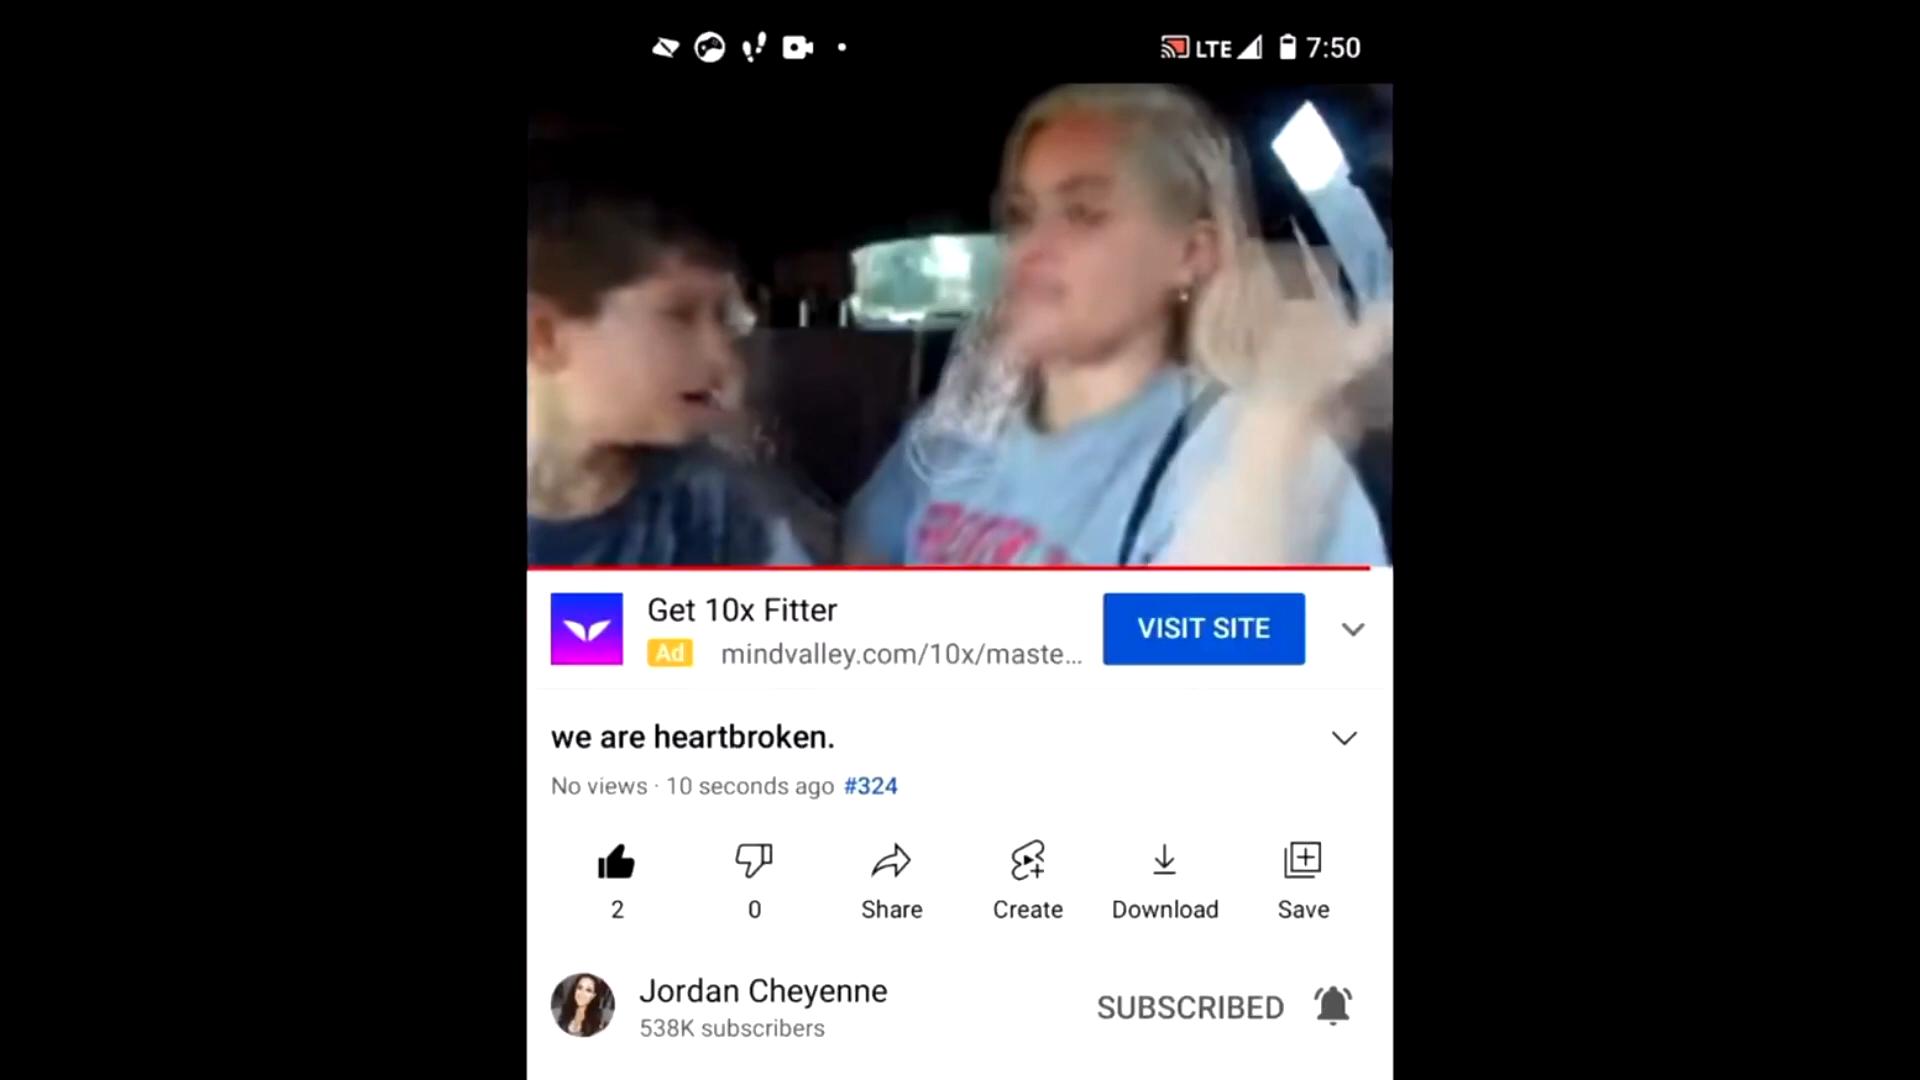 LTE 7:50
Get 10x Fitter
Ad mindvalley.com/10x/maste...
VISIT SITE
we are heartbroken.
No views · 10 seconds ago #324
2 0 Share Create Download Save
Jordan Cheyenne
538K subscribers
SUBSCRIBED